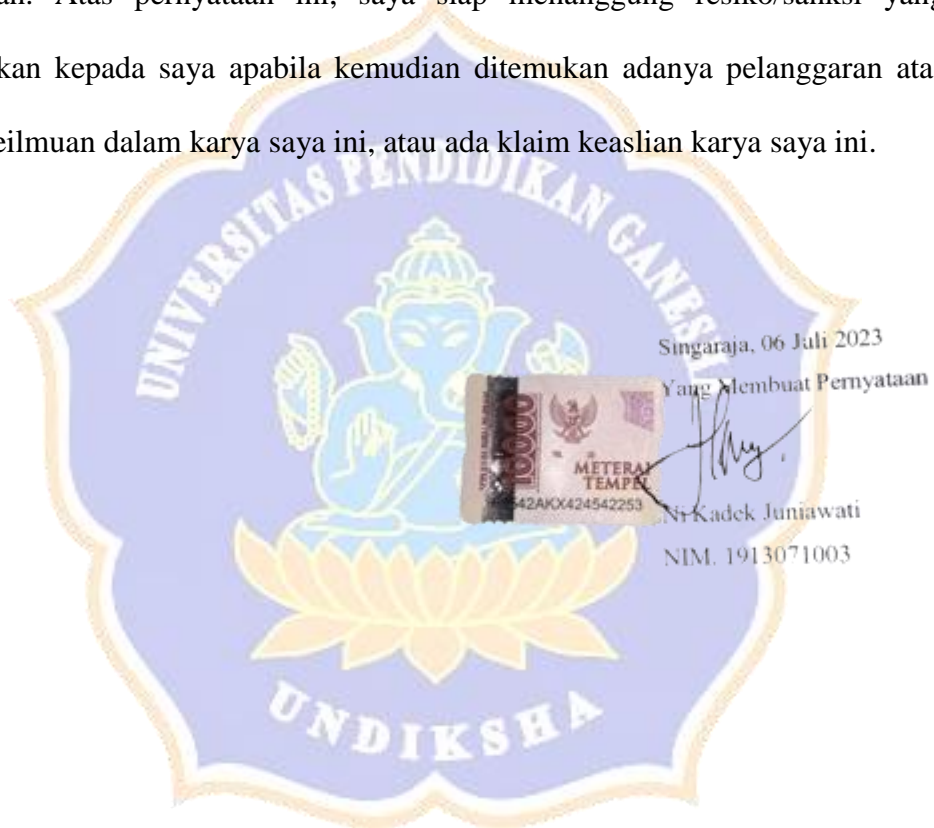 an. Atas pernyataan ini, saya siap menanggung resiko/sanksi yang
kan kepada saya apabila kemudian ditemukan adanya pelanggaran ata
eilmuan dalam karya saya ini, atau ada klaim keaslian karya saya ini.
UNIVERSITAS PENDIDIKAN GANESH
Singaraja, 06 Juli 2023
Yang Membuat Pernyataan
10000
METERAI
TEMPEL
42AKX424542253
Ni Kadek Juniawati
NIM. 1913071003
UNDIKSHA